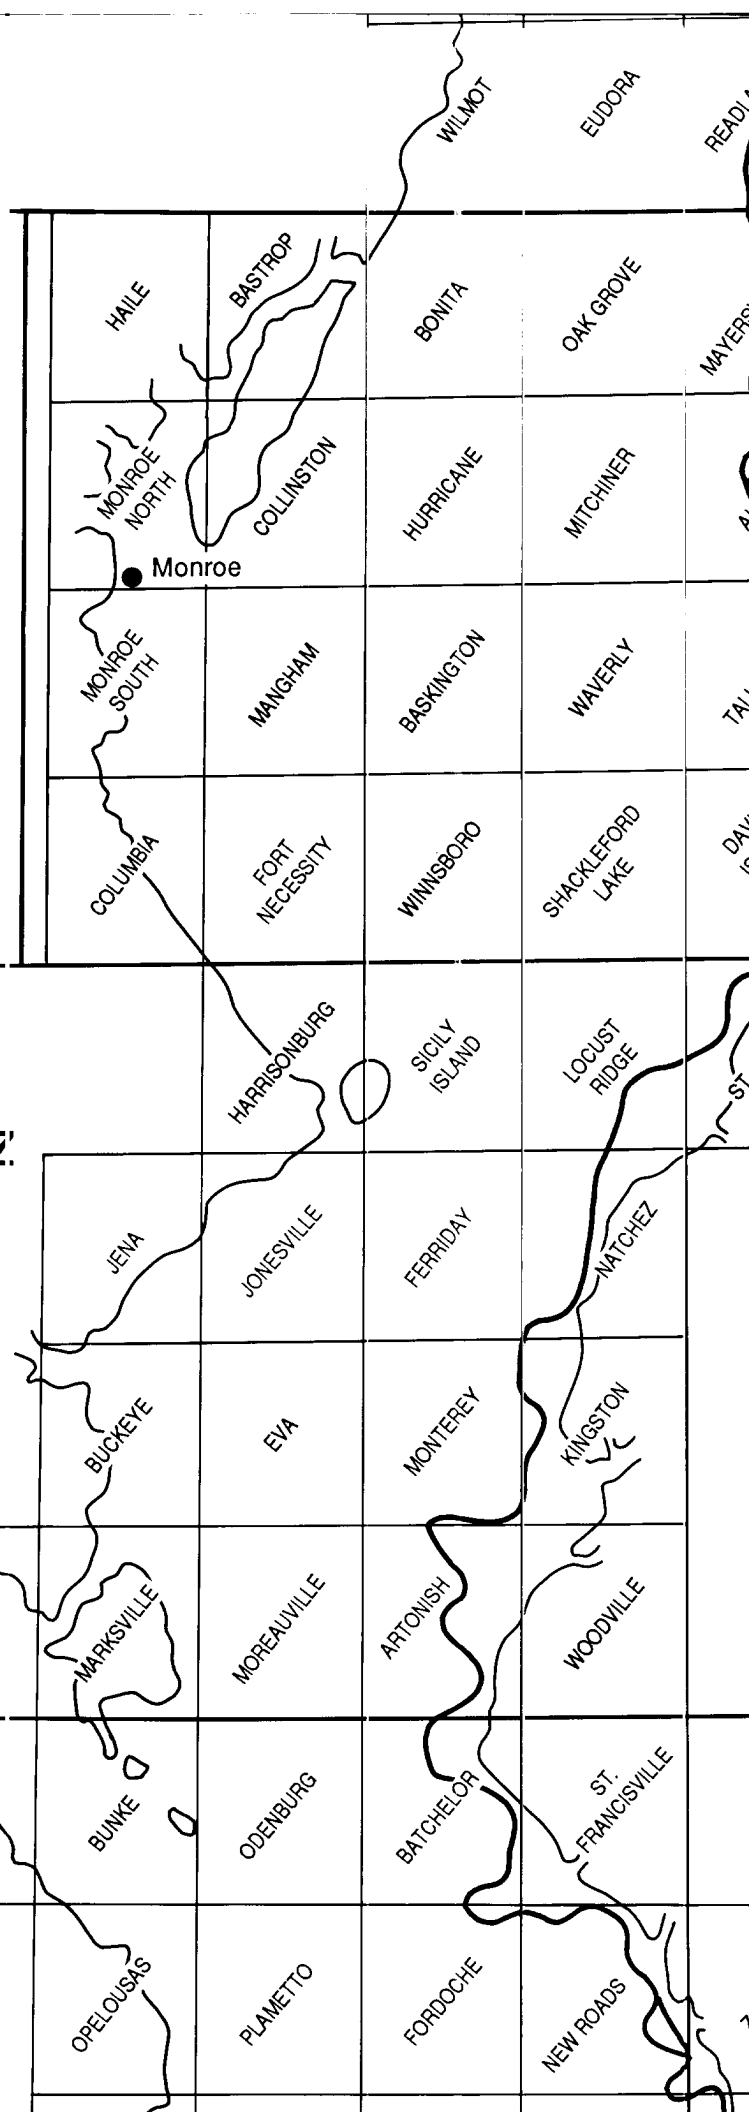 WILMOT
EUDORA
HAILE
BASTROP
BONITA
OAK GROVE
MONROE
NORTH
COLLINSTON
HURRICANE
MITCHINER
Monroe
MONROE
SOUTH
MANGHAM
BASKINGTON
WAVERLY
COLUMBIA
FORT
NECESSITY
WINNSBORO
SHACKLEFORD
LAKE
HARRISONBURG
SICILY
ISLAND
LOCUST
RIDGE
ST.
JENA
JONESVILLE
FERRIDAY
NATCHEZ
BUCKEYE
EVA
MONTEREY
KINGSTON
MARKSVILLE
MOREAUVILLE
ARTONISH
WOODVILLE
BUNKE
ODENBURG
BATCHELOR
ST.
FRANCISVILLE
OPELOUSAS
PLAMETTO
FORDOCHE
NEW ROADS